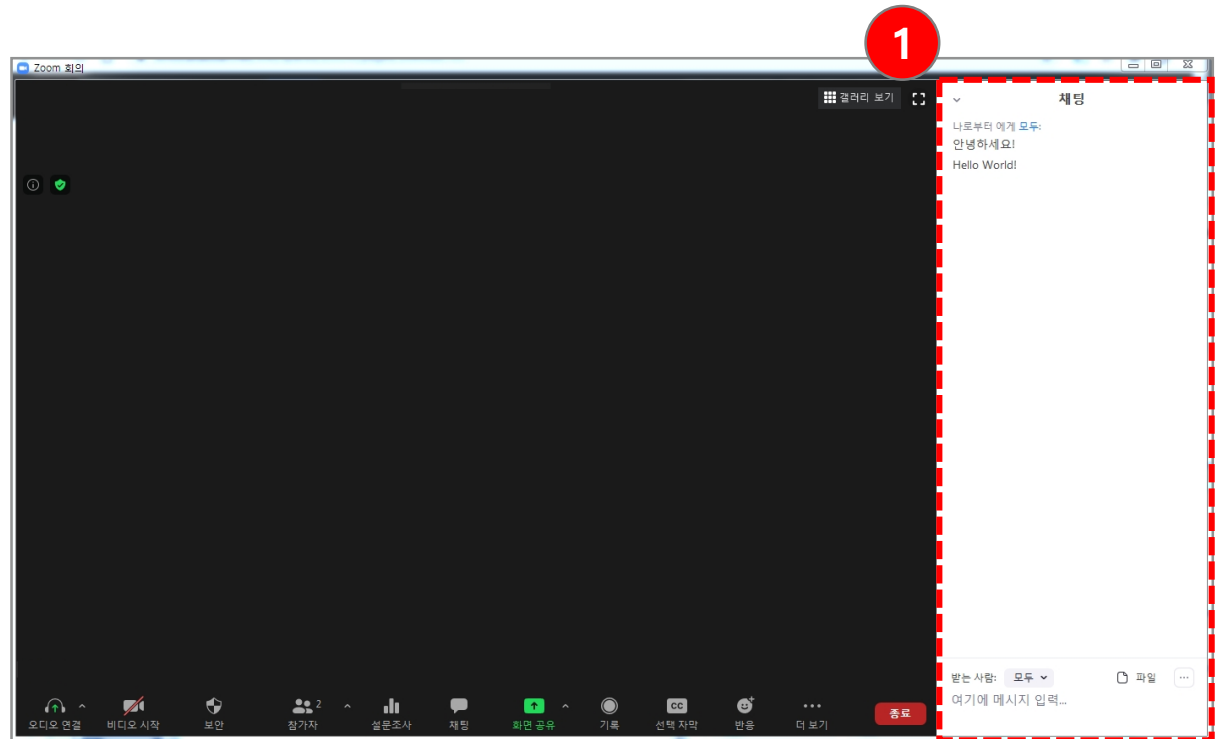 1
Zoom 회의
갤러리 보기
채팅
나로부터 에게 모두:
안녕하세요!
Hello World!
받는 사람: 모두 파일 ...
여기에 메시지 입력...
2
CC
오디오 연결 비디오 시작 보안 참가자 설문조사 채팅 화면 공유 기록 선택 자막 반응 더 보기 종료